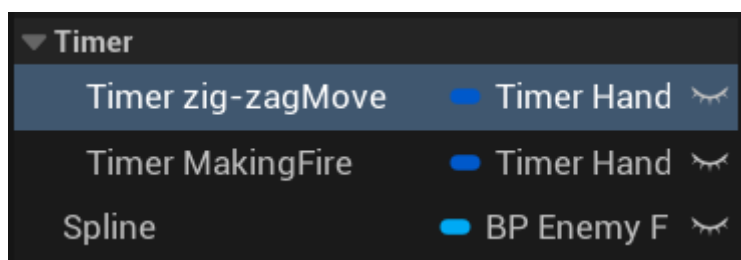 Timer
Timer zig-zagMove Timer Hand
Timer MakingFire Timer Hand
Spline BP Enemy F